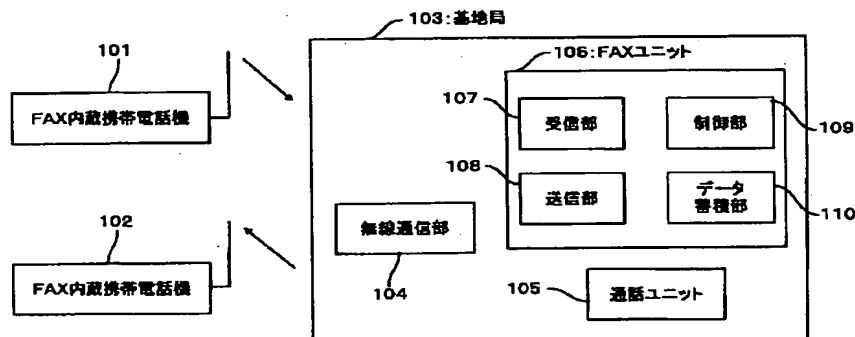 103:基地局
101
106:FAXユニット
FAX内蔵携帯電話機
107
受信部
制御部
109
108
送信部
データ
蓄積部
110
102
無線通信部
FAX内蔵携帯電話機
104
105
通話ユニット